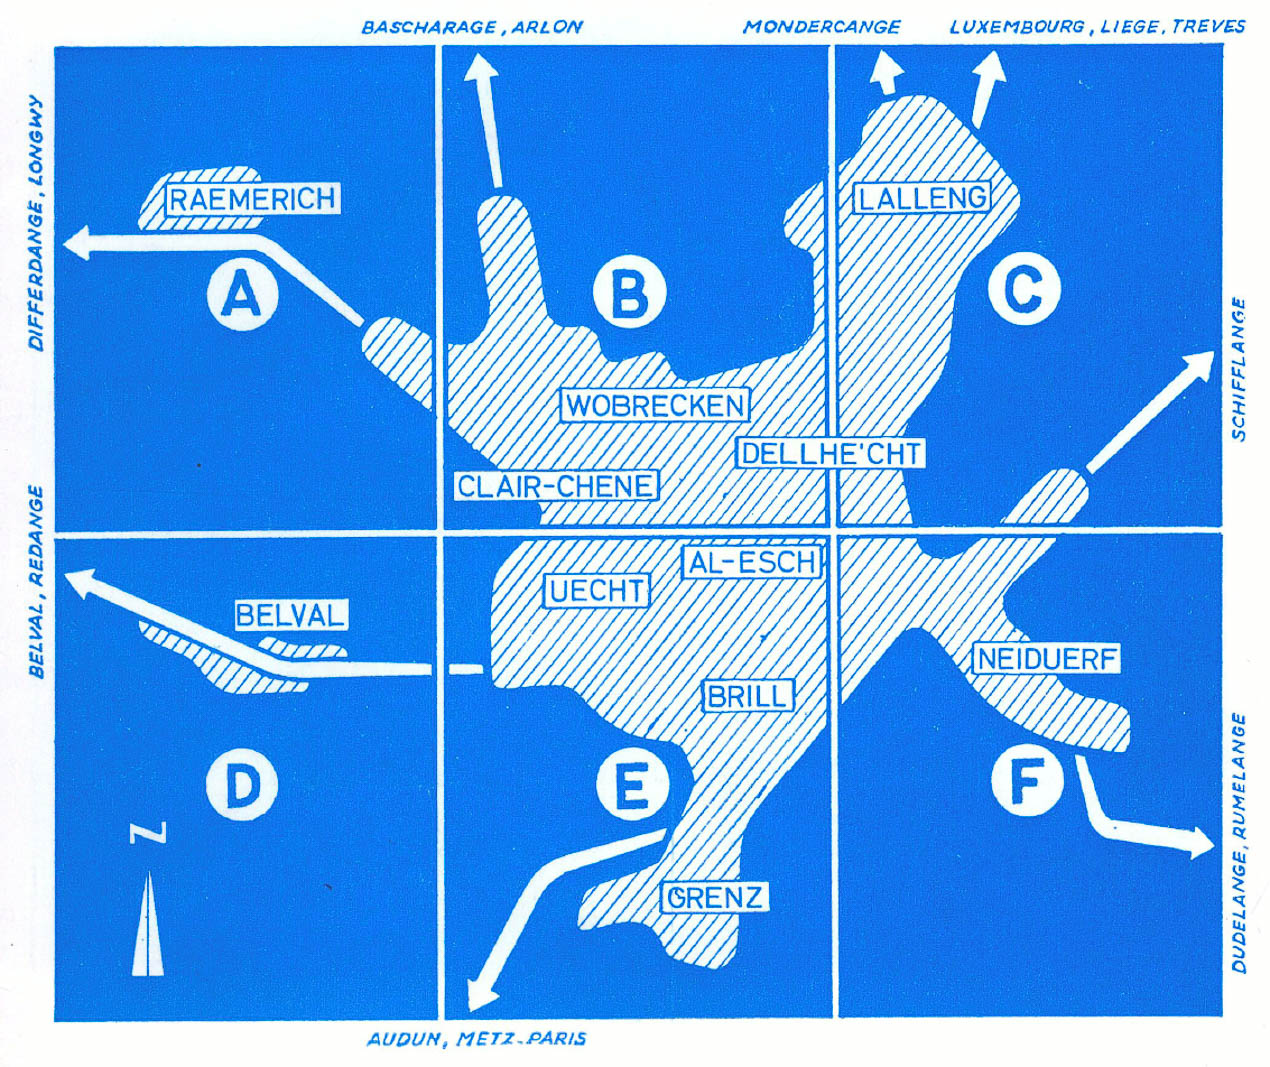 BASCHARAGE, ARLON
MONDERCANGE
LUXEMBOURG, LIEGE, TREVES
DIFFERDANGE, LONGWY
RAEMERICH
LALLENG
A
B
C
SCHIFFLANGE
WOBRECKEN
DELLHE'CHT
CLAIR-CHENE
BELVAL, REDANGE
AL-ESCH
UECHT
BELVAL
NEIDUERF
BRILL
D
E
F
N
GRENZ
DUDELANGE, RUMELANGE
AUDUN, METZ-PARIS